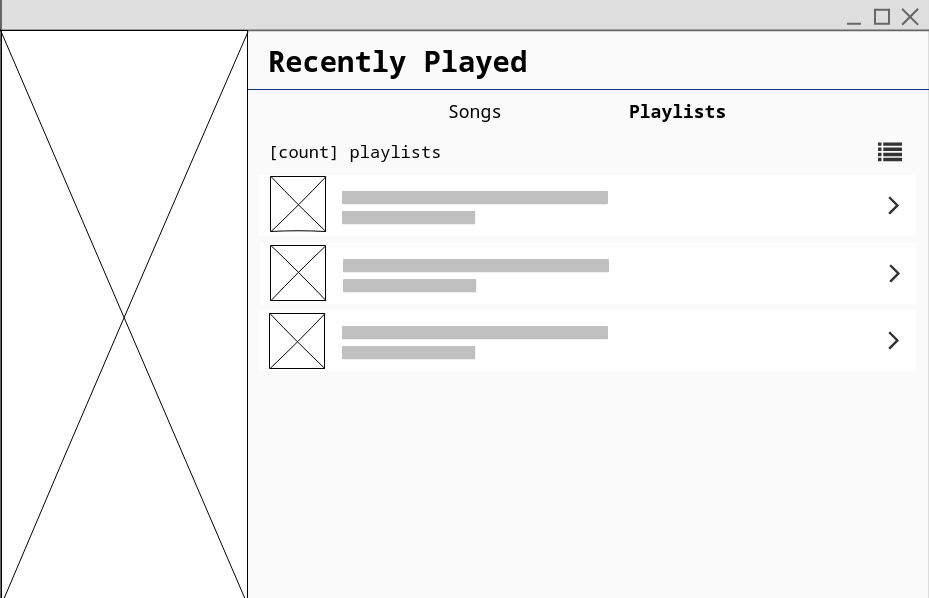 Recently Played
Songs Playlists
[count] playlists